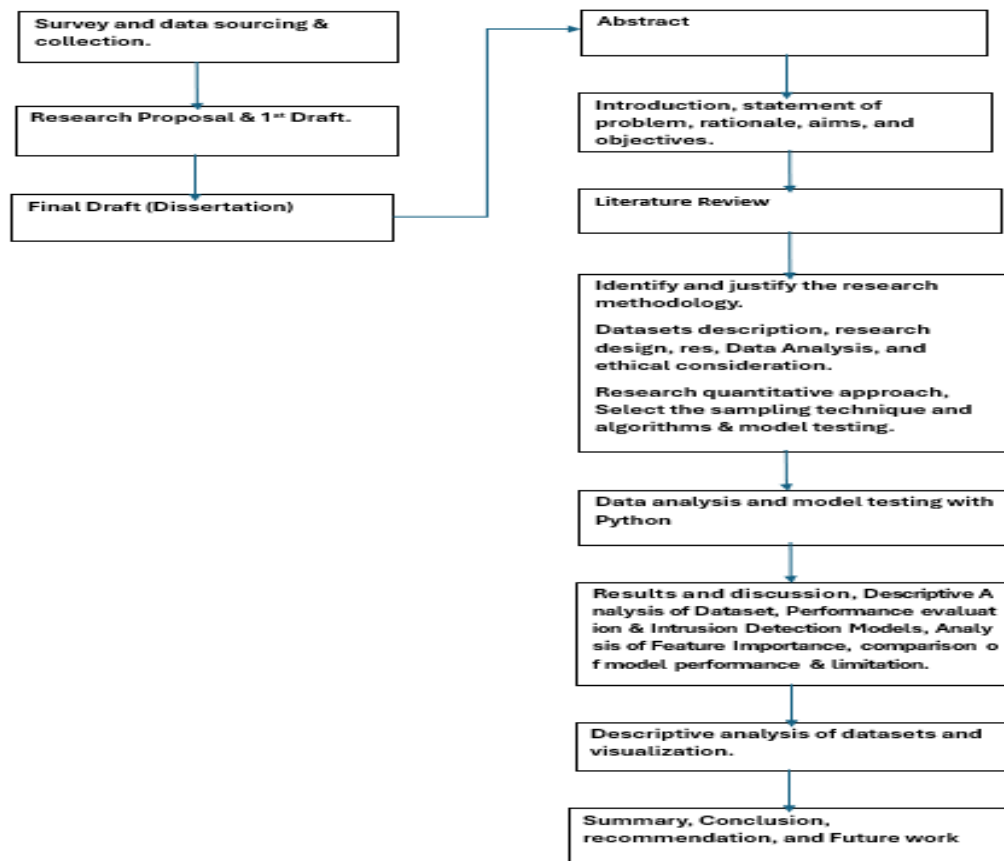 Survey and data sourcing &
collection.
Research Proposal & 1st Draft.
Final Draft (Dissertation)
Abstract
Introduction, statement of
problem, rationale, aims, and
objectives.
Literature Review
Identify and justify the research
methodology.
Datasets description, research
design, res, Data Analysis, and
ethical consideration.
Research quantitative approach,
Select the sampling technique and
algorithms & model testing.
Data analysis and model testing with
Python
Results and discussion, Descriptive A
nalysis of Dataset, Performance evaluat
ion & Intrusion Detection Models, Analy
sis of Feature Importance, comparison o
f model performance & limitation.
Descriptive analysis of datasets and
visualization.
Summary, Conclusion,
recommendation, and Future work